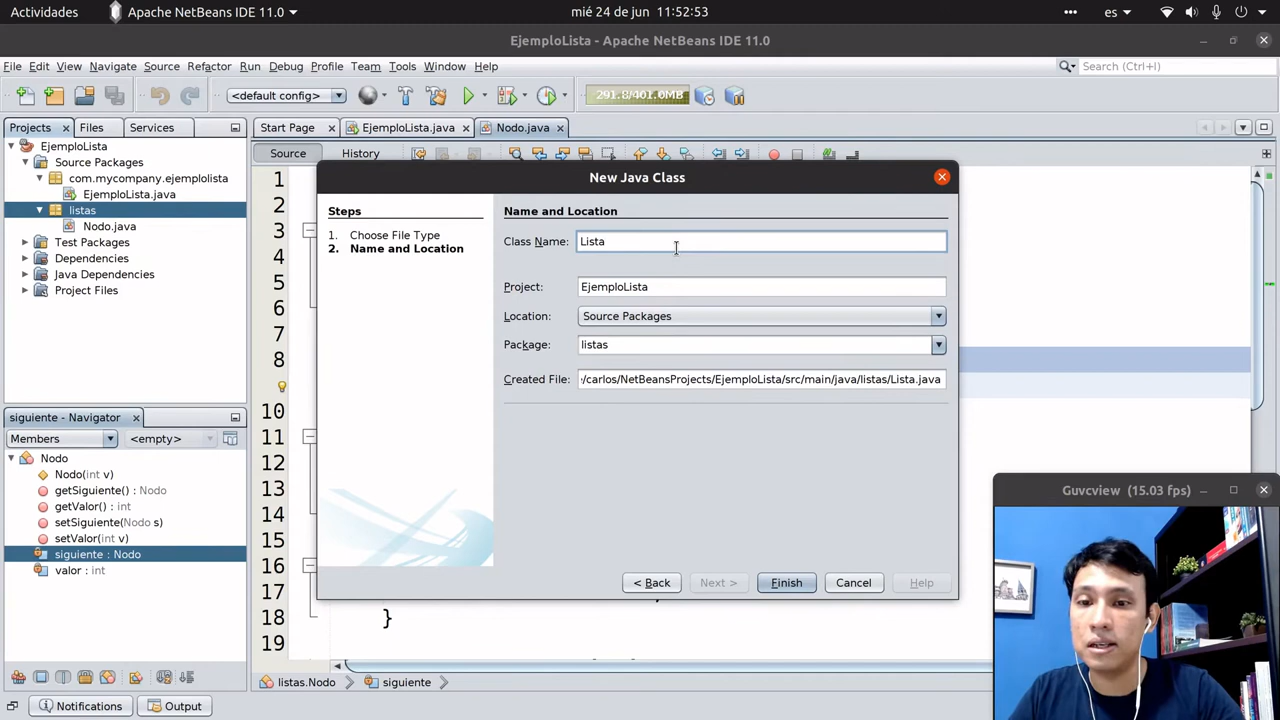 Actividades
Apache NetBeans IDE 11.0
mié 24 de jun 11:52:53
es
EjemploLista - Apache NetBeans IDE 11.0
File Edit View Navigate Source Refactor Run Debug Profile Team Tools Window Help
Search (Ctrl+I)
<default config>
291.8/401.0MB
Projects
Files
Services
Start Page
EjemploLista.java
Nodo.java
EjemploLista
Source Packages
com.mycompany.ejemplolista
EjemploLista.java
listas
Nodo.java
Test Packages
Dependencies
Java Dependencies
Project Files
Source
History
1
2
3
4
5
6
7
8
10
11
12
13
14
15
16
17
18
}
19
New Java Class
Steps
1. Choose File Type
2. Name and Location
Name and Location
Class Name: Lista
Project: EjemploLista
Location: Source Packages
Package: listas
Created File: /carlos/NetBeansProjects/EjemploLista/src/main/java/listas/Lista.java
< Back
Next >
Finish
Cancel
Help
siguiente - Navigator
Members
<empty>
Nodo
Nodo(int v)
getSiguiente() : Nodo
getValor() : int
setSiguiente(Nodo s)
setValor(int v)
siguiente : Nodo
valor : int
listas.Nodo
siguiente
Notifications
Output
Guvcview (15.03 fps)